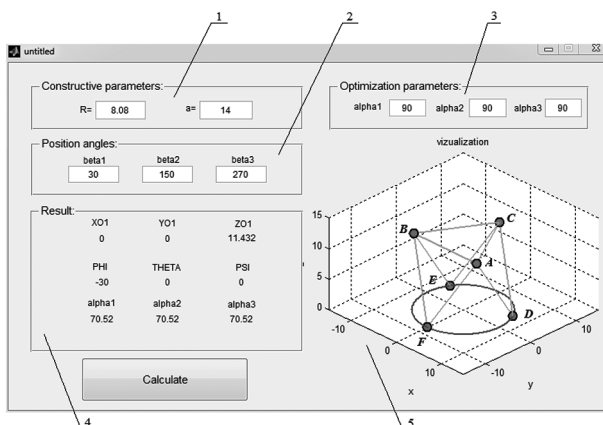 1
2
3
untitled
Constructive parameters:
R= 8.08 a= 14
Optimization parameters:
alpha1 90 alpha2 90 alpha3 90
Position angles:
beta1 beta2 beta3
30 150 270
Result:
XO1 YO1 ZO1
0 0 11.432
PHI THETA PSI
-30 0 0
alpha1 alpha2 alpha3
70.52 70.52 70.52
Calculate
vizualization
15
10
5
0
-10
0
10
x
-10
0
10
y
B
C
A
E
D
F
4
5